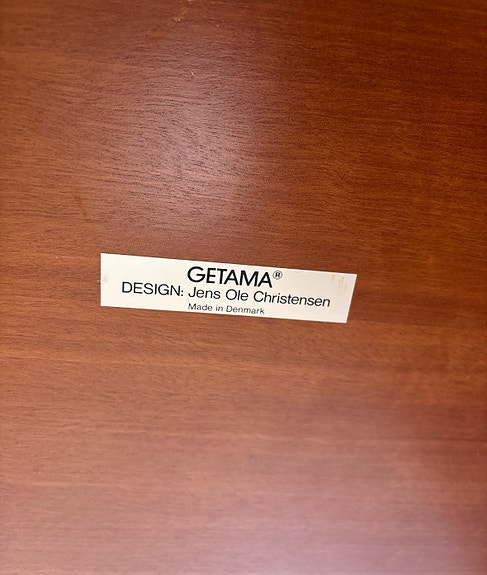 GETAMA®
DESIGN: Jens Ole Christensen
Made in Denmark